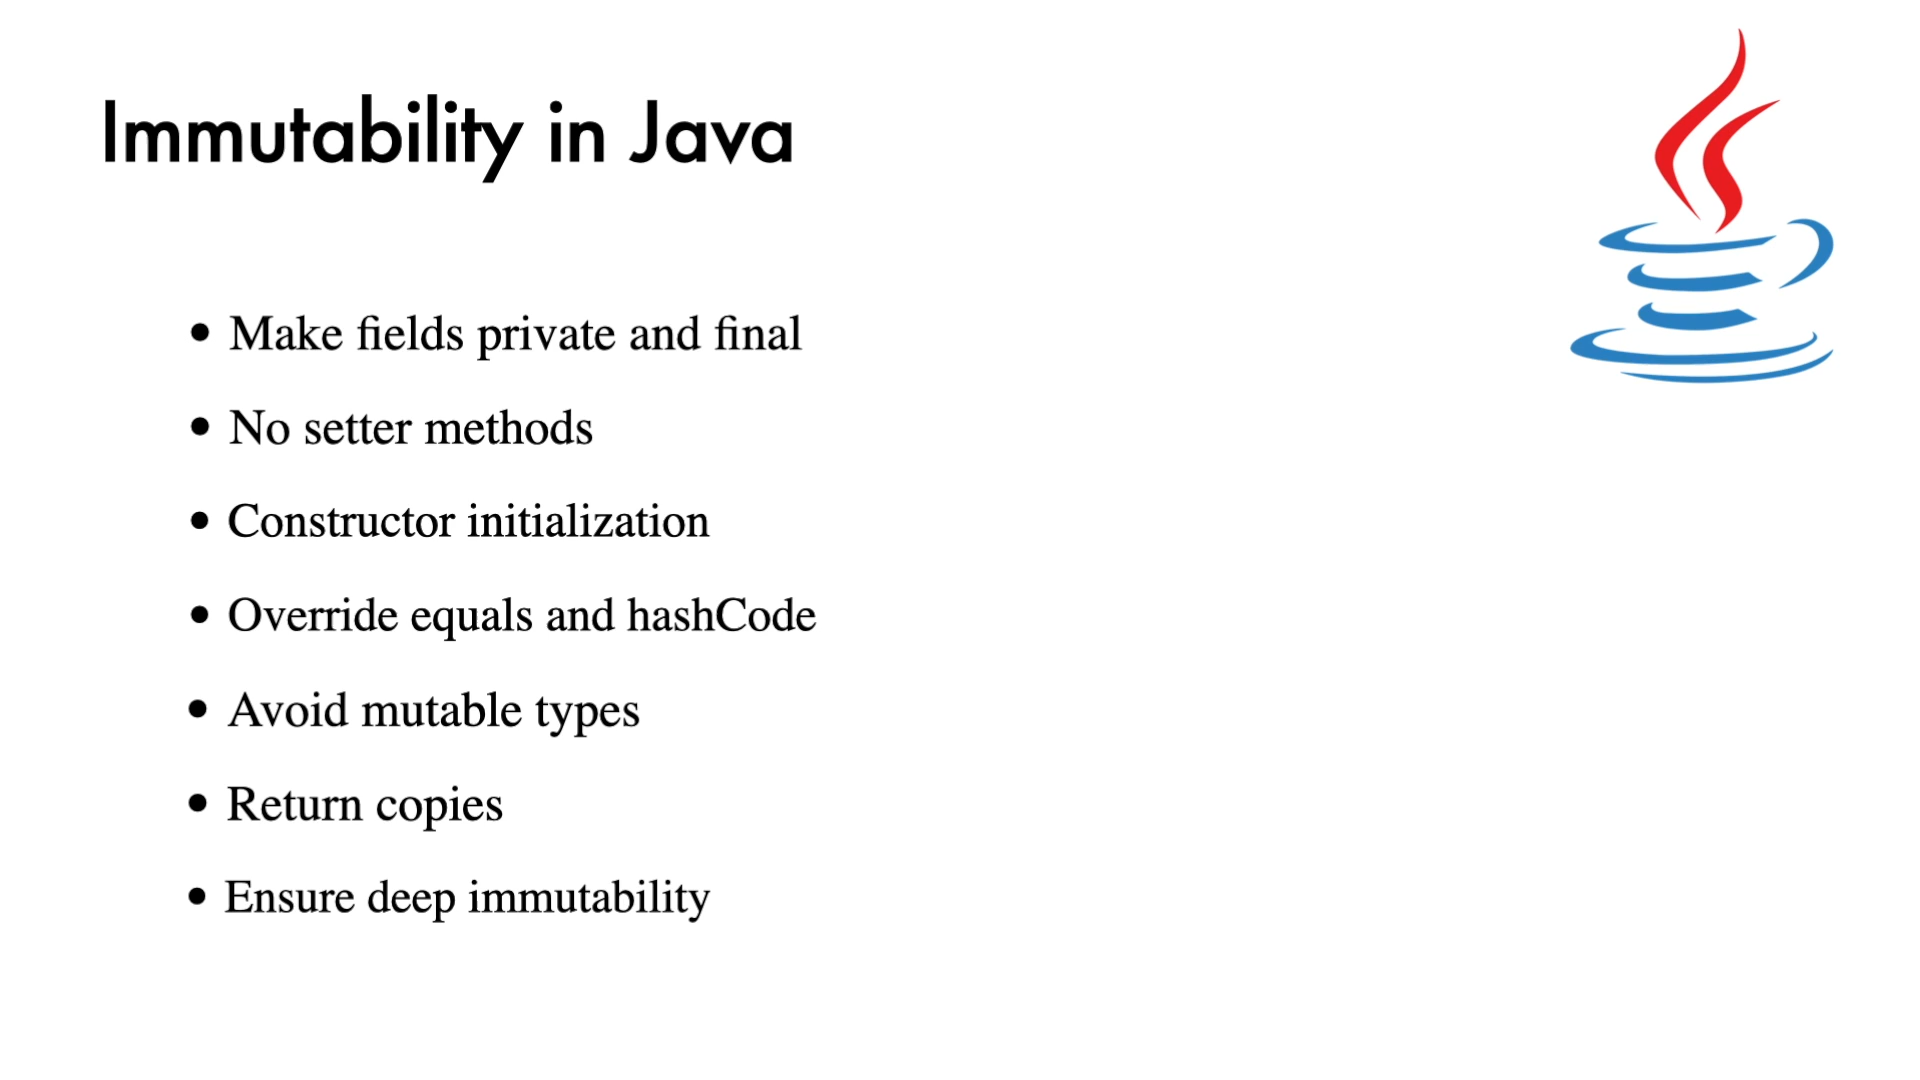 Immutability in Java
• Make fields private and final
• No setter methods
• Constructor initialization
• Override equals and hashCode
• Avoid mutable types
• Return copies
• Ensure deep immutability